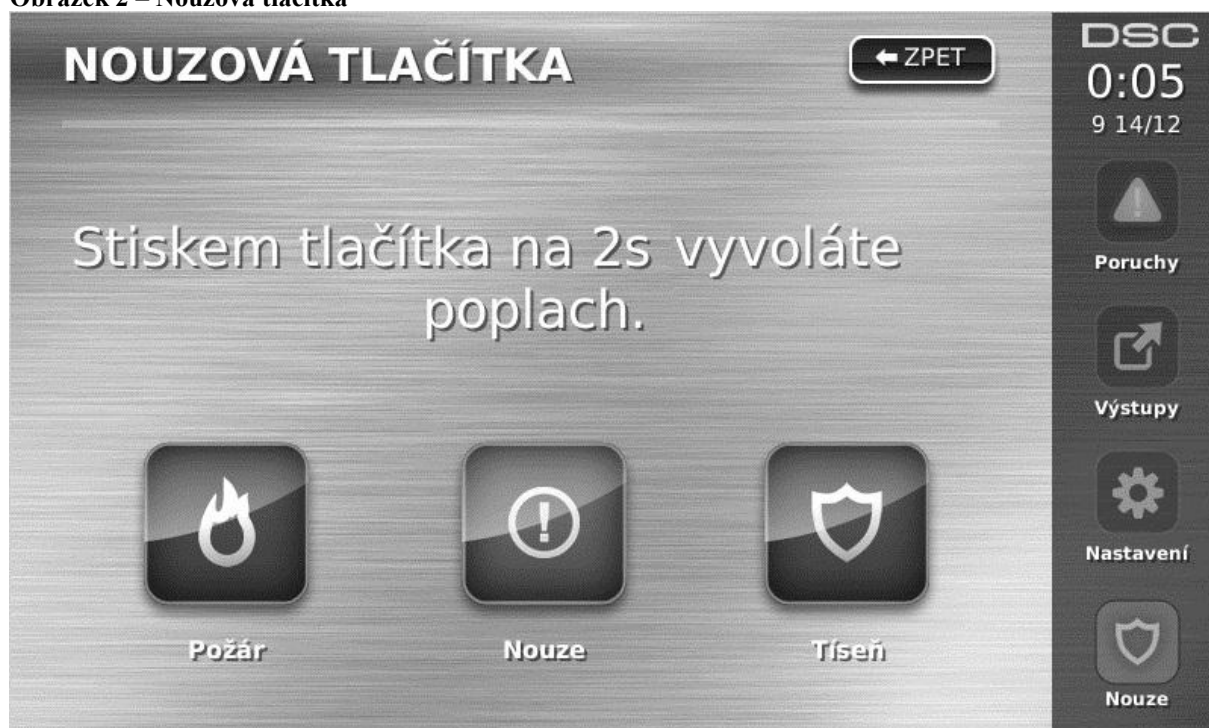 Obrázek 2 – Nouzová tlačítka
NOUZOVÁ TLAČÍTKA
ZPET
Stiskem tlačítka na 2s vyvoláte
poplach.
Požár
Nouze
Tíseň
DSC
0:05
9 14/12
Poruchy
Výstupy
Nastavení
Nouze